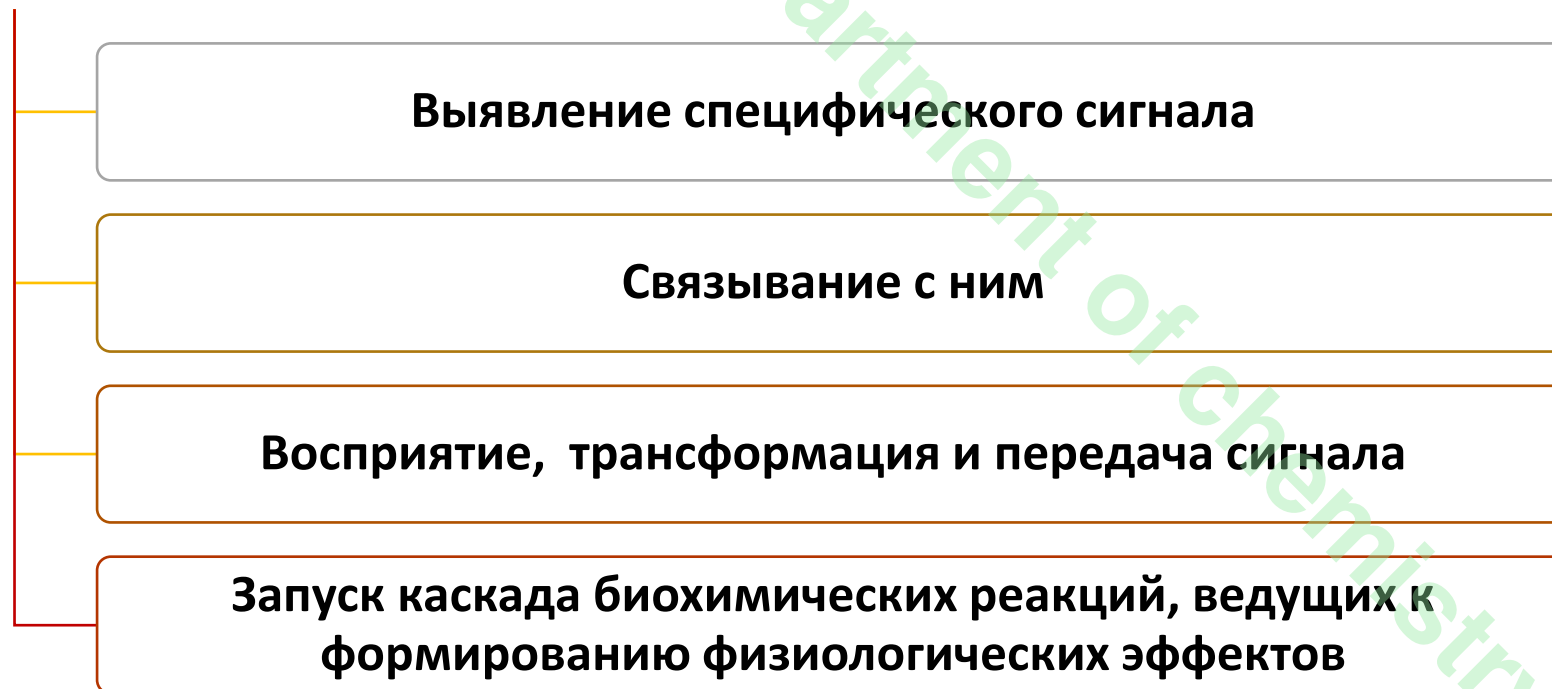 Выявление специфического сигнала
Связывание с ним
Восприятие,  трансформация и передача сигнала
Запуск каскада биохимических реакций, ведущих к
формированию физиологических эффектов
artment of chemistry